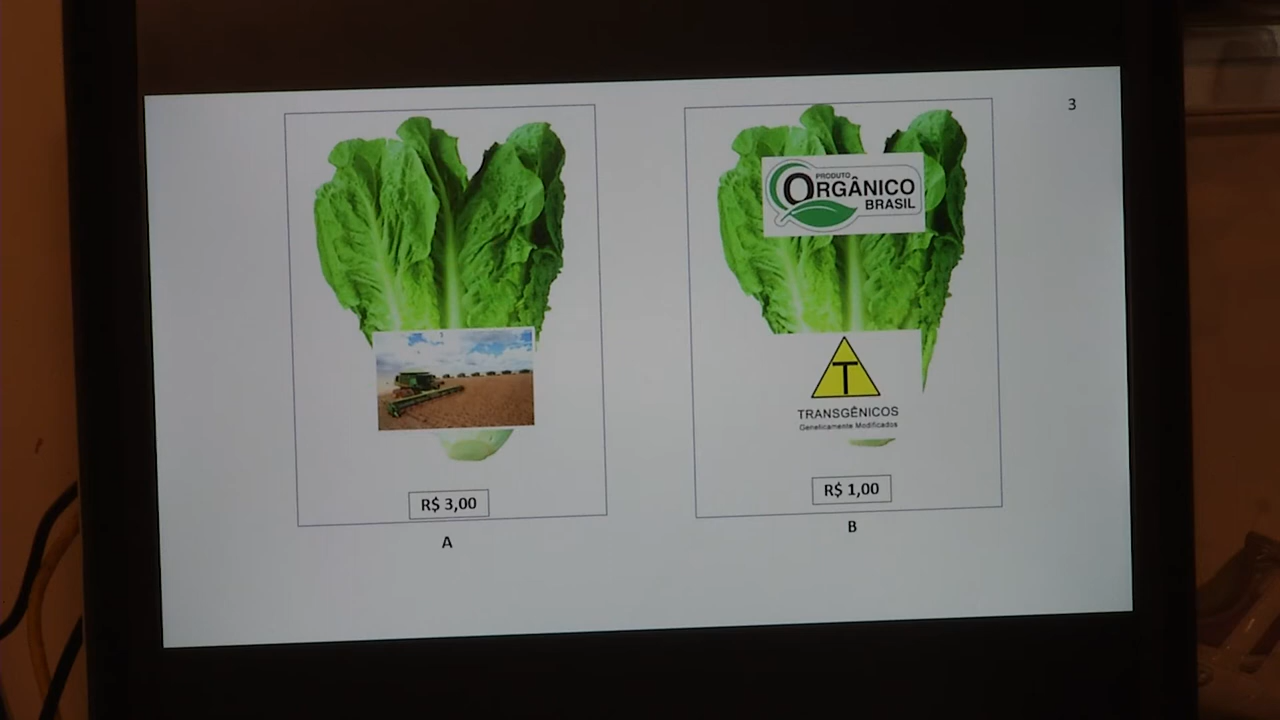 3
PRODUTO
ORGÂNICO
BRASIL
T
TRANSGÊNICOS
Geneticamente Modificados
R$ 3,00
R$ 1,00
A
B